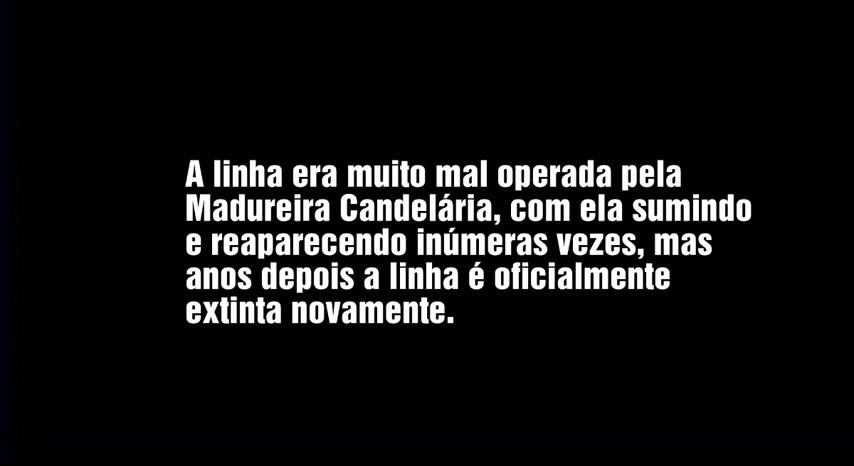 A linha era muito mal operada pela
Madureira Candelária, com ela sumindo
e reaparecendo inúmeras vezes, mas
anos depois a linha é oficialmente
extinta novamente.